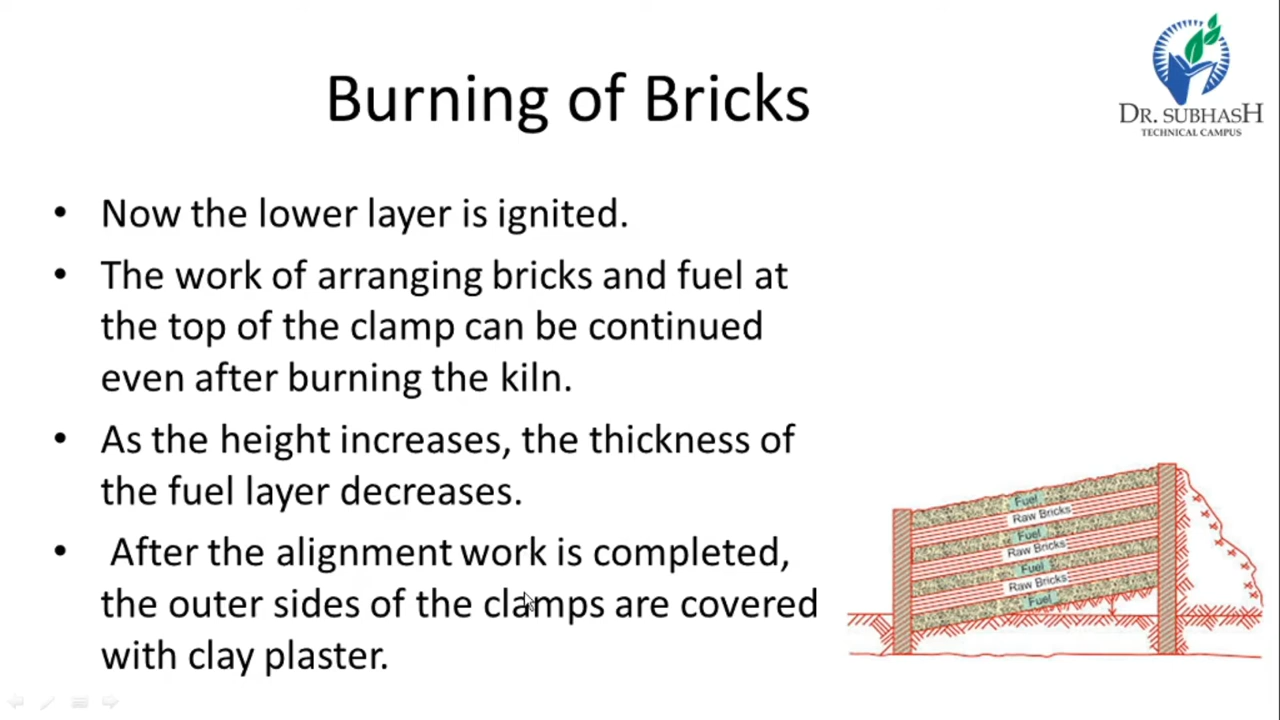 Burning of Bricks
DR. SUBHASH
TECHNICAL CAMPUS
• Now the lower layer is ignited.
• The work of arranging bricks and fuel at
the top of the clamp can be continued
even after burning the kiln.
• As the height increases, the thickness of
the fuel layer decreases.
• After the alignment work is completed,
the outer sides of the clamps are covered
with clay plaster.
Fuel
Raw Bricks
Fuel
Raw Bricks
Fuel
Raw Bricks
Fuel